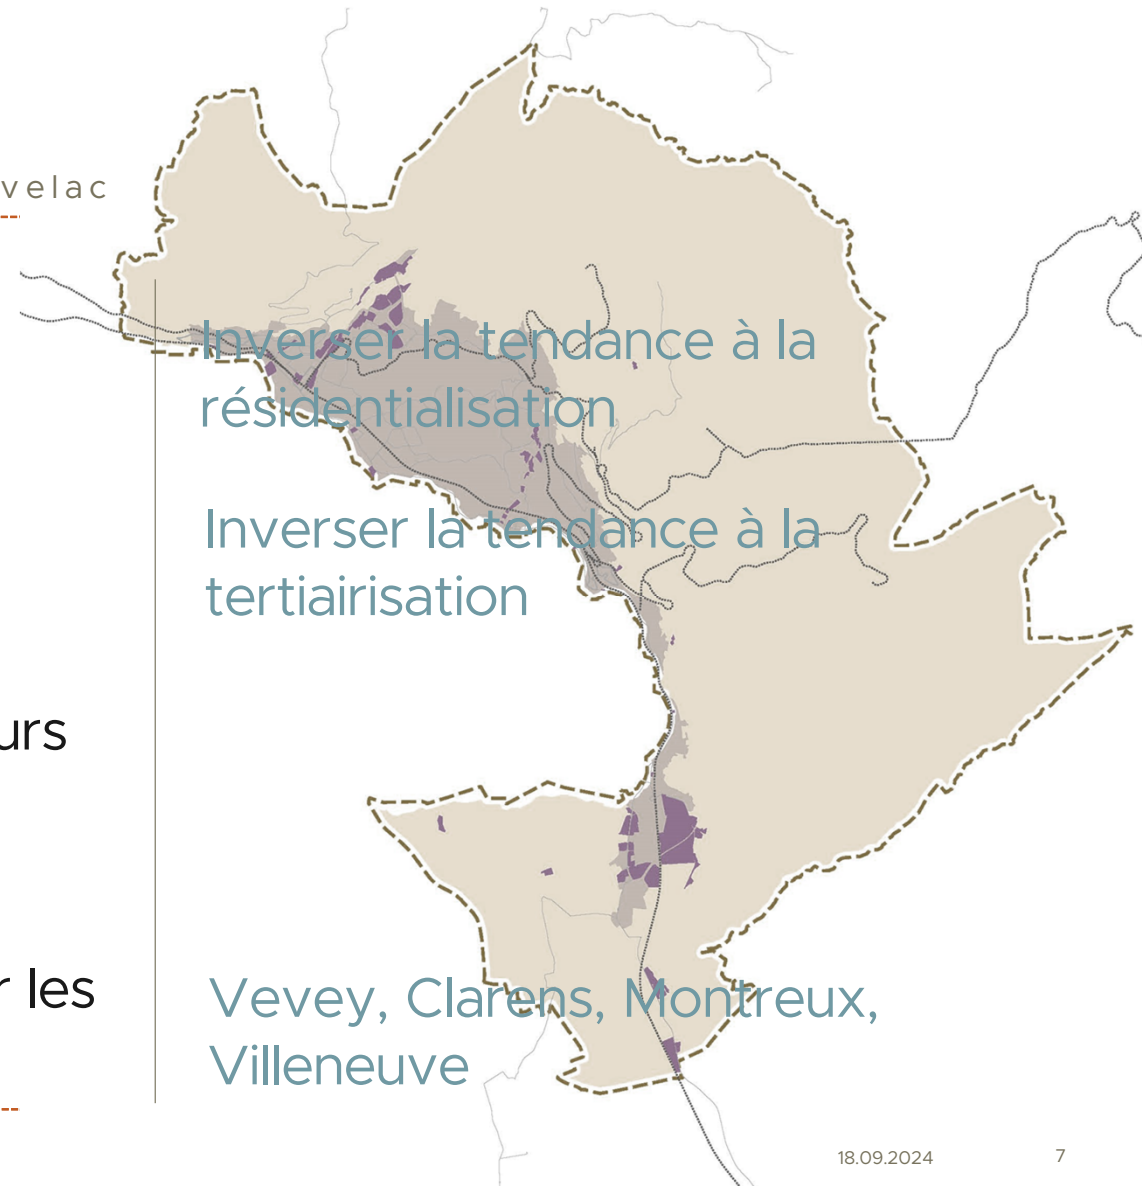 velac
Inverser la tendance à la
résidentialisation
Inverser la tendance à la
tertiairisation
urs
r les
Vevey, Clarens, Montreux,
Villeneuve
18.09.2024
7